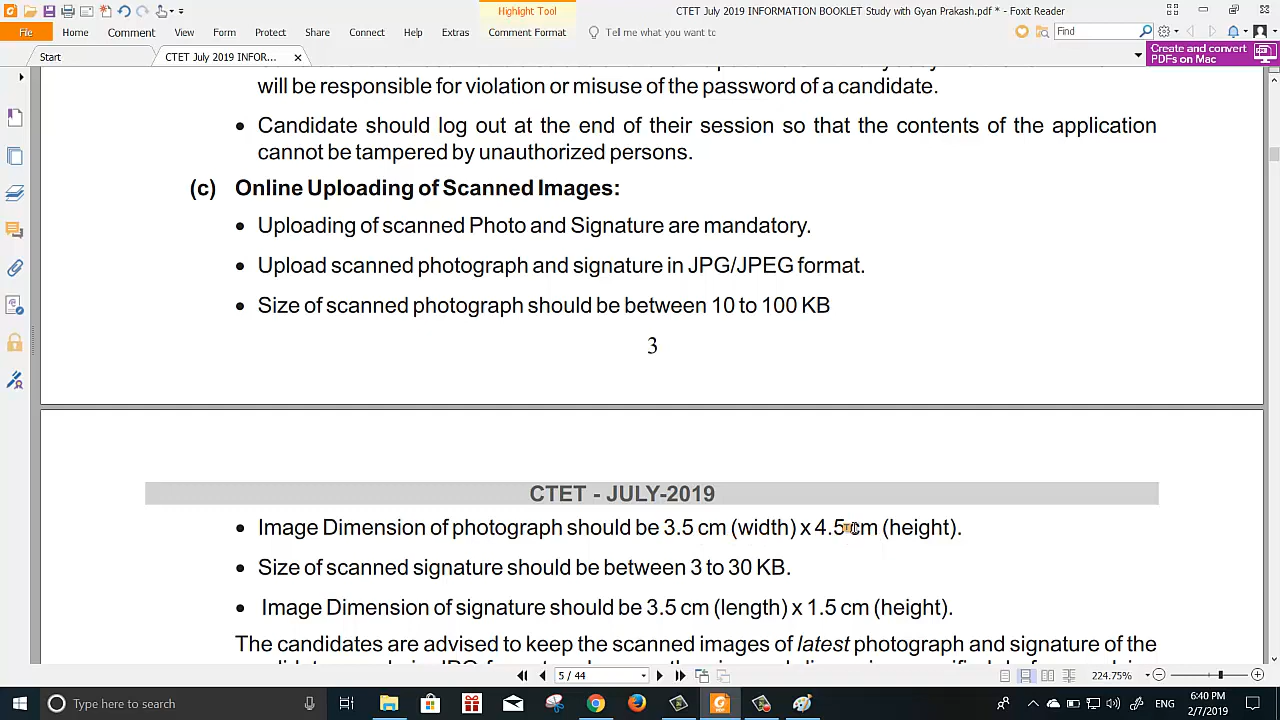 Highlight Tool
CTET July 2019 INFORMATION BOOKLET Study with Gyan Prakash.pdf * - Foxit Reader
File Home Comment View Form Protect Connect Share Help Extras Comment Format Tell me what you want to Find
Start CTET July 2019 INFOR...
Create and convert
PDFs on Mac
will be responsible for violation or misuse of the password of a candidate.
• Candidate should log out at the end of their session so that the contents of the application
cannot be tampered by unauthorized persons.
(c) Online Uploading of Scanned Images:
• Uploading of scanned Photo and Signature are mandatory.
• Upload scanned photograph and signature in JPG/JPEG format.
• Size of scanned photograph should be between 10 to 100 KB
3
CTET - JULY-2019
• Image Dimension of photograph should be 3.5 cm (width) x 4.5 cm (height).
• Size of scanned signature should be between 3 to 30 KB.
• Image Dimension of signature should be 3.5 cm (length) x 1.5 cm (height).
The candidates are advised to keep the scanned images of latest photograph and signature of the
5 / 44
224.75%
Type here to search
ENG
6:40 PM
2/7/2019